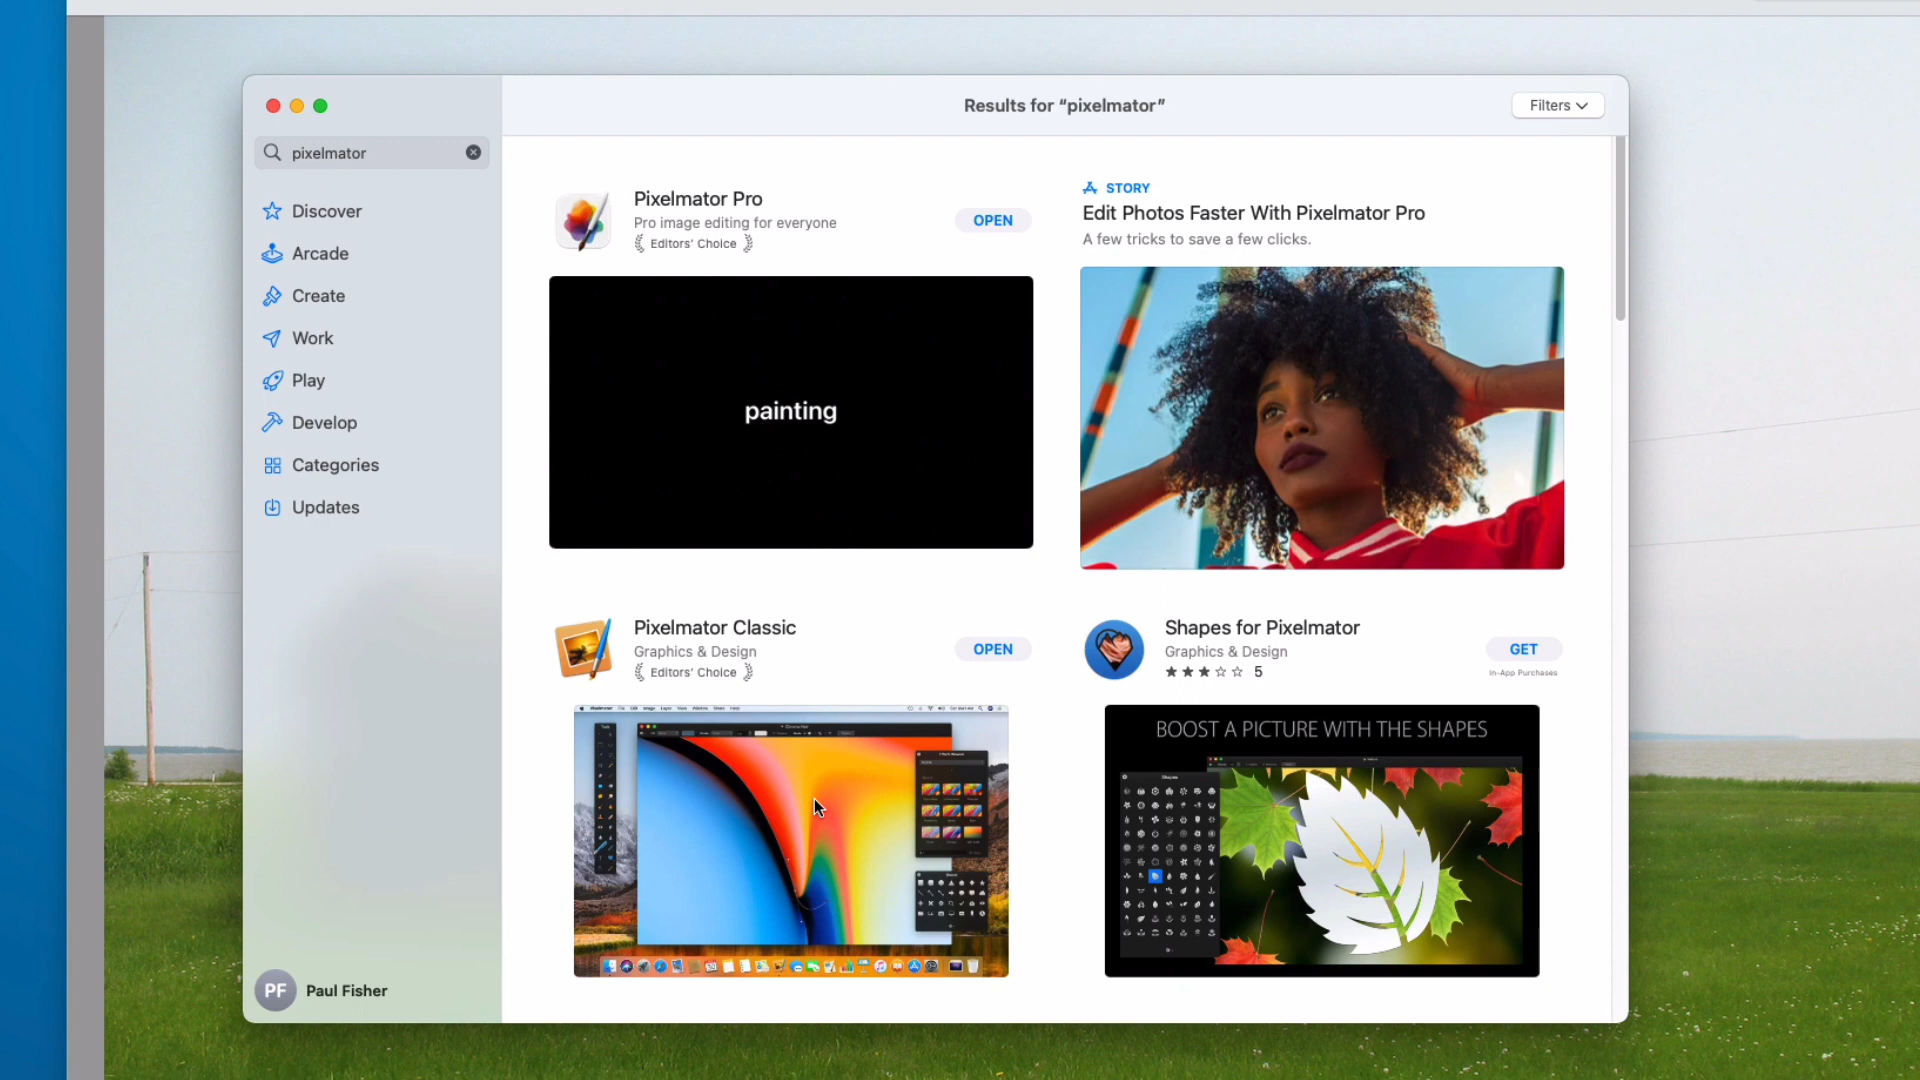 Results for “pixelmator”
Filters
pixelmator
Discover
Arcade
Create
Work
Play
Develop
Categories
Updates
PF
Paul Fisher
Pixelmator Pro
Pro image editing for everyone
Editors' Choice
OPEN
painting
STORY
Edit Photos Faster With Pixelmator Pro
A few tricks to save a few clicks.
Pixelmator Classic
Graphics & Design
Editors' Choice
OPEN
Shapes for Pixelmator
Graphics & Design
5
GET
In-App Purchases
BOOST A PICTURE WITH THE SHAPES
Shapes